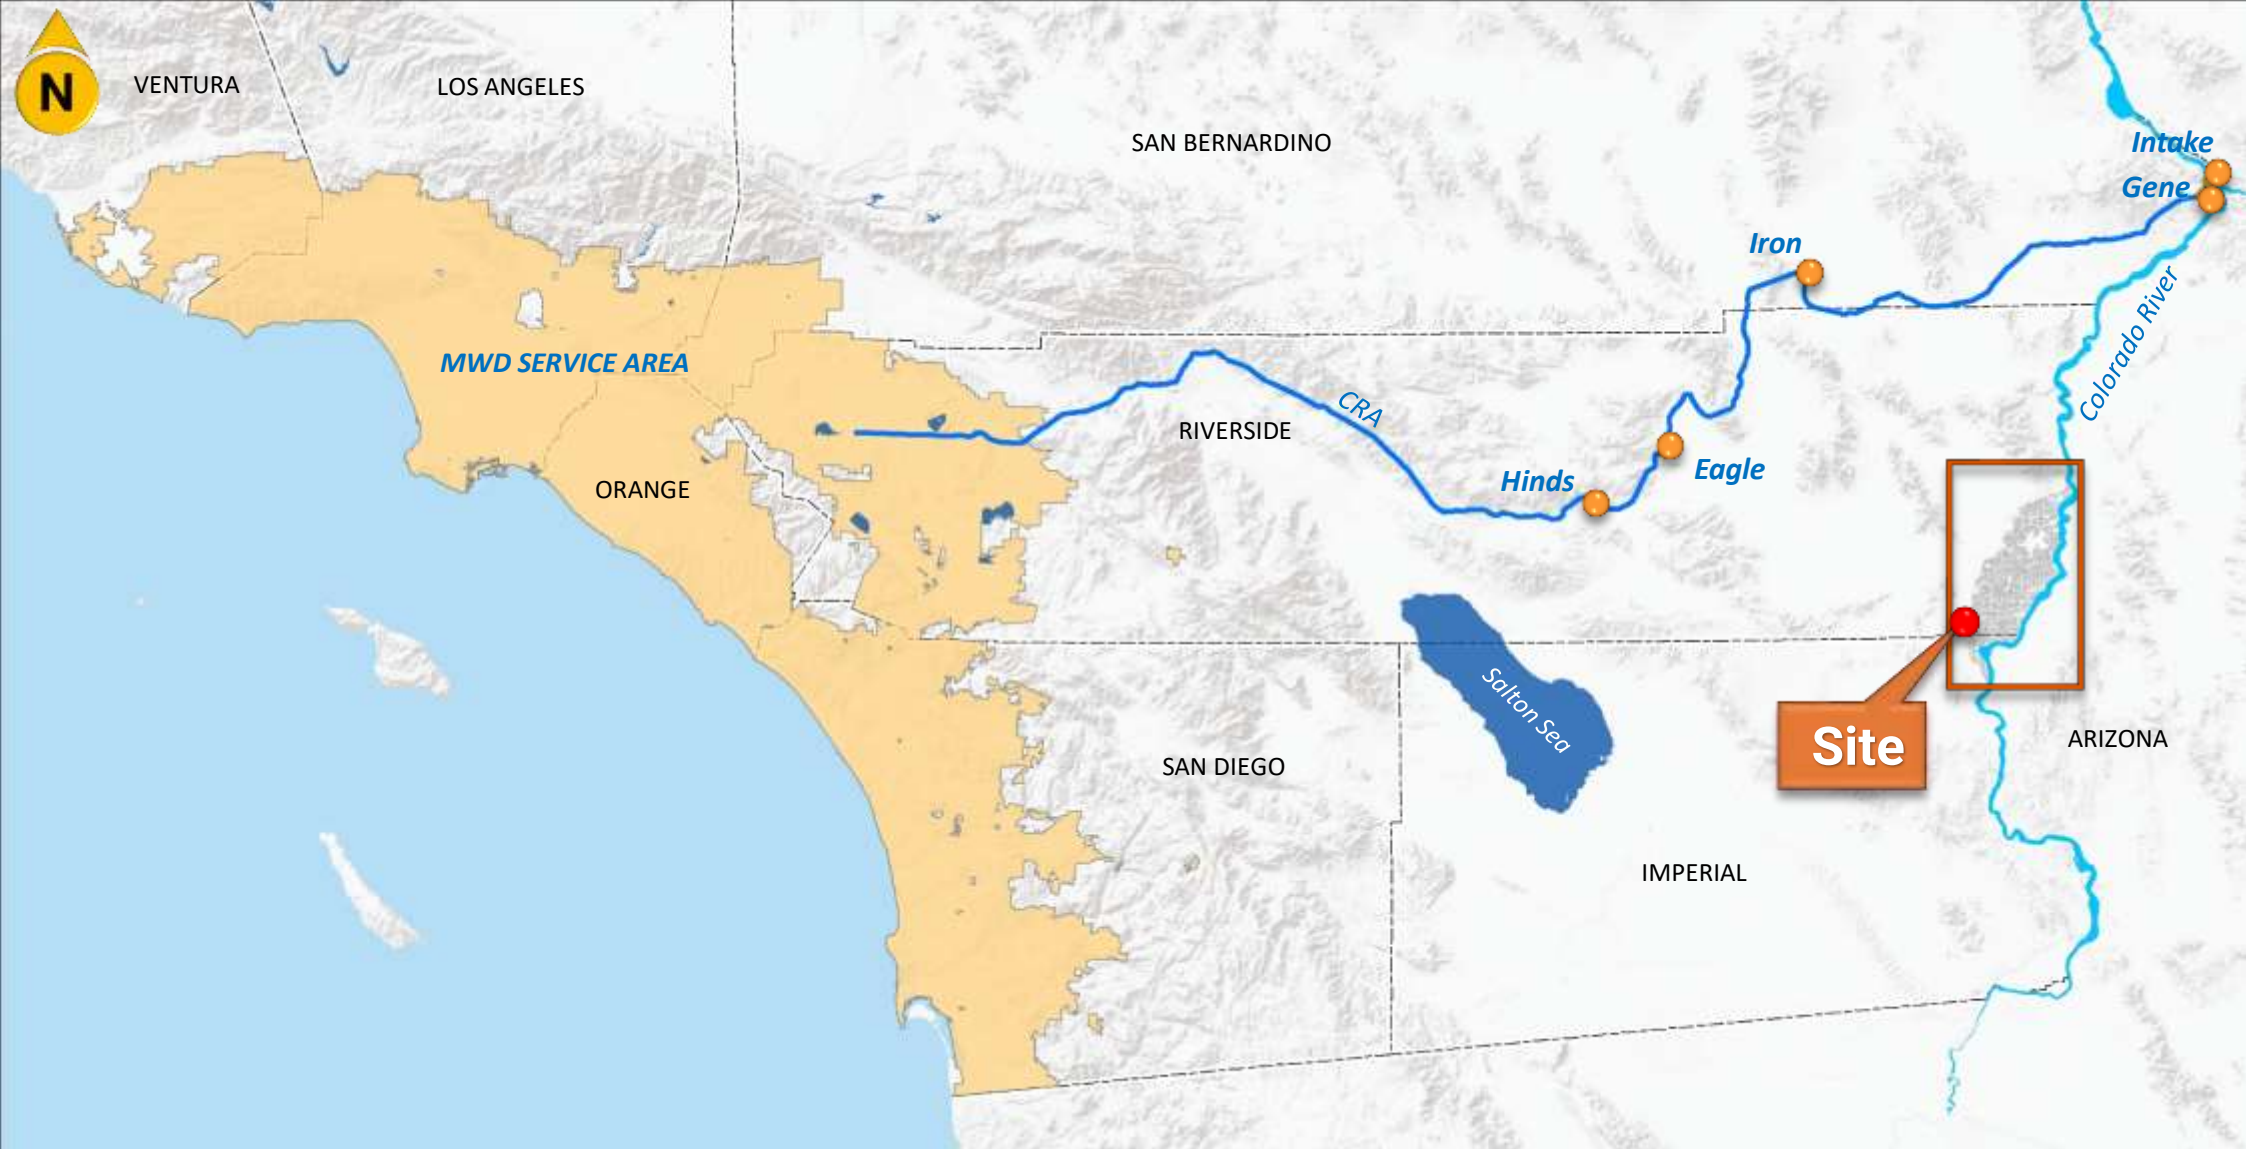 N
VENTURA
LOS ANGELES
SAN BERNARDINO
Intake
Gene
Iron
Colorado River
MWD SERVICE AREA
CRA
RIVERSIDE
Hinds
Eagle
ORANGE
Salton Sea
Site
ARIZONA
SAN DIEGO
IMPERIAL